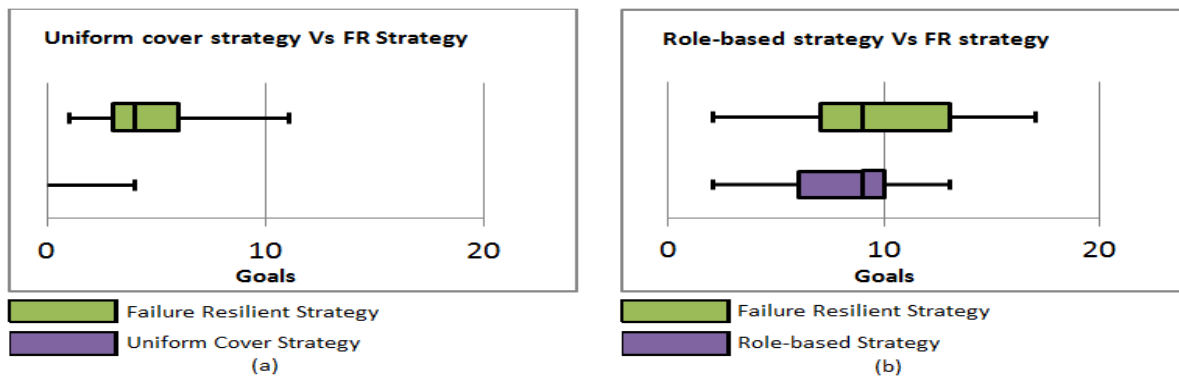 Uniform cover strategy Vs FR Strategy
0 10 20
Goals
Failure Resilient Strategy
Uniform Cover Strategy
(a)
Role-based strategy Vs FR strategy
0 10 20
Goals
Failure Resilient Strategy
Role-based Strategy
(b)